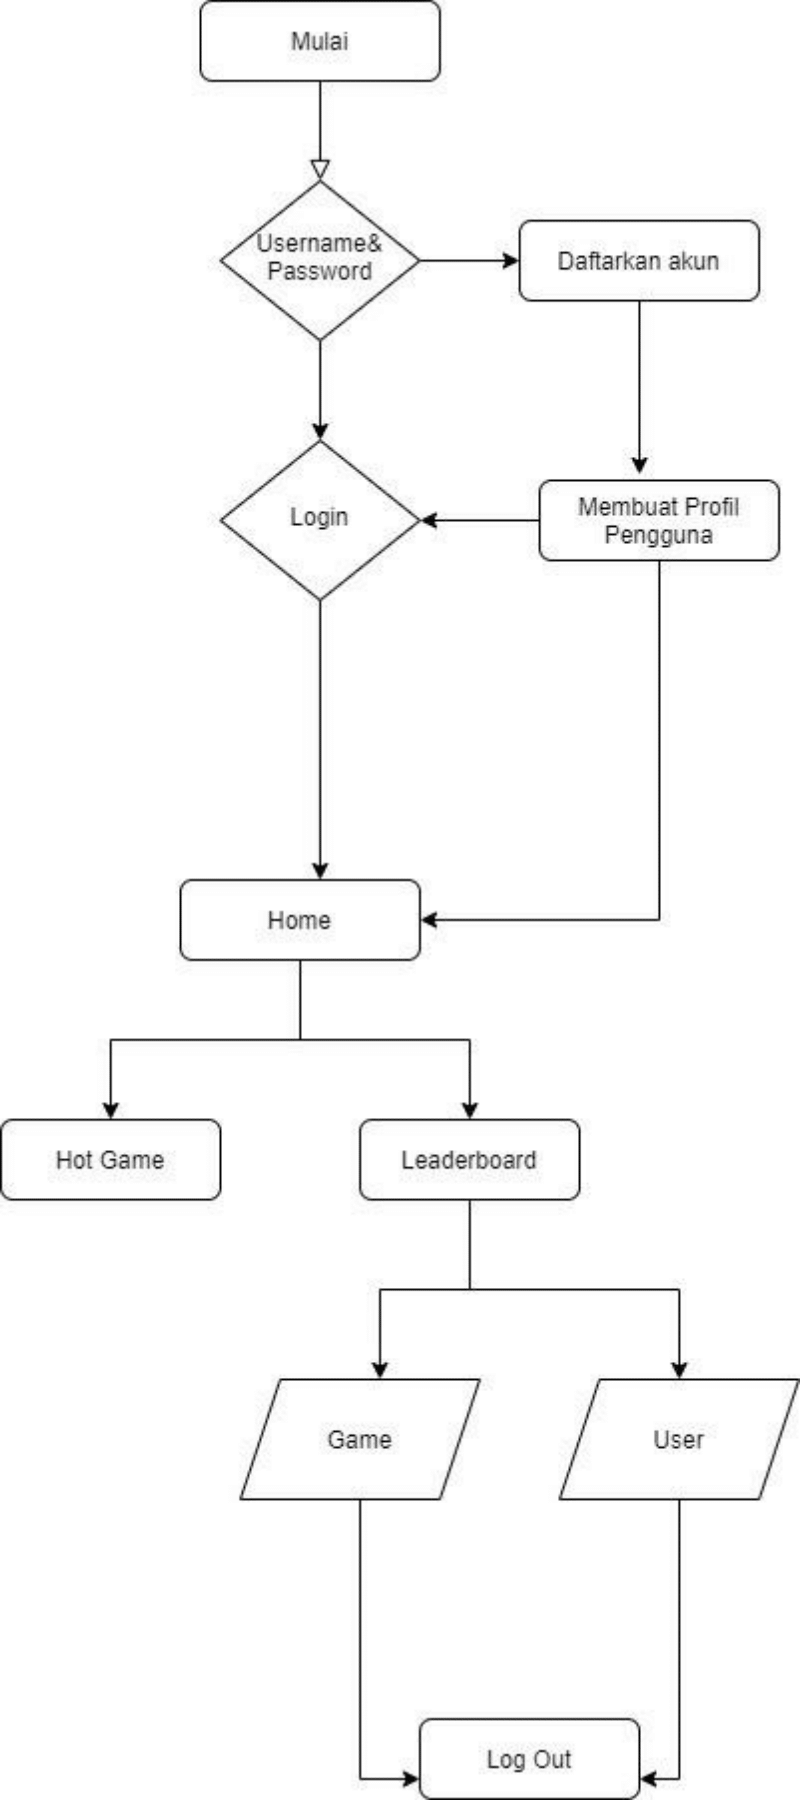 Mulai
Username&
Password
Daftarkan akun
Login
Membuat Profil
Pengguna
Home
Hot Game
Leaderboard
Game
User
Log Out